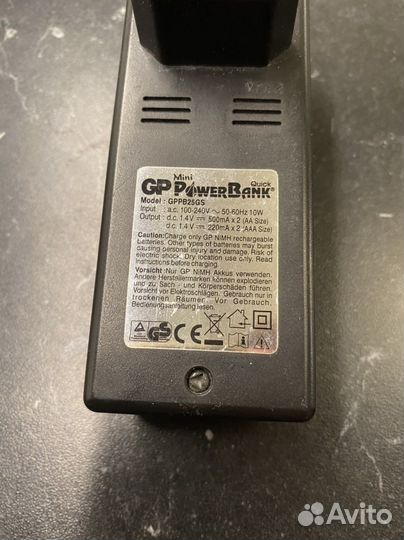 Mini
GP PowerBank® Quick
Model : GPPB25GS
Input : a.c. 100-240V ~ 50-60Hz 10W
Output : d.c. 1.4V ⎓ 500mA x 2 (AA Size)
: d.c. 1.4V ⎓ 220mA x 2 (AAA Size)
Caution:Charge only GP NiMH rechargeable
batteries. Other types of batteries may burst
causing personal injury and damage. Risk of
electric shock. Dry location use only. Read
instructions before charging.
Vorsicht :Nur GP NiMH Akkus verwenden.
Andere Herstellermarken können explodieren
und zu Sach - und Körperschäden führen.
Vorsicht vor Elektroschlägen. Gebrauch nur in
trockenen Räumen. Vor Gebrauch,
Bedienungsanleitung lesen.
GS CE
Avito